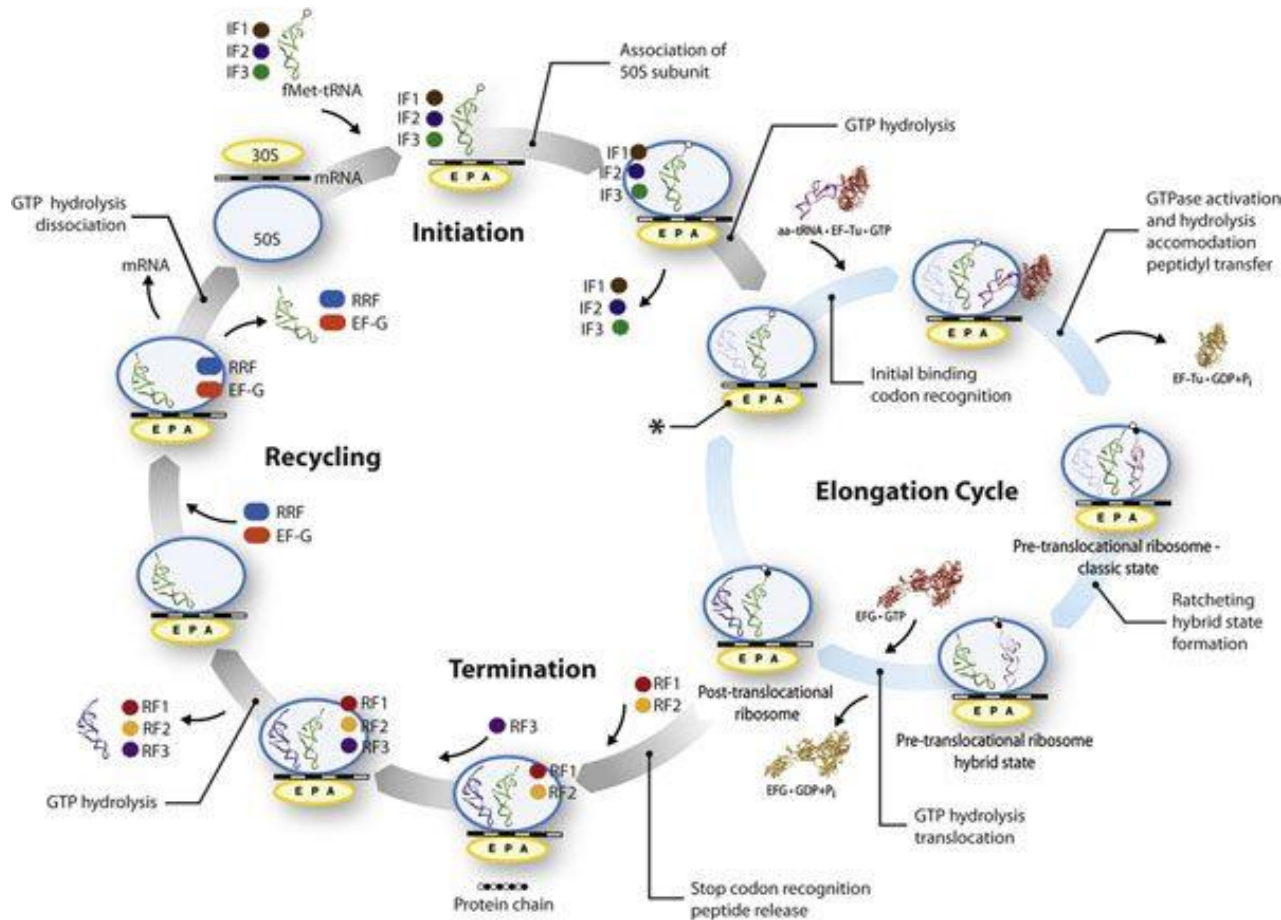 IF1
IF2
IF3
fMet-tRNA
30S
mRNA
50S
GTP hydrolysis
dissociation
mRNA
IF1
IF2
IF3
E P A
Association of
50S subunit
IF1
IF2
IF3
E P A
GTP hydrolysis
IF1
IF2
IF3
Initiation
aa-tRNA • EF-Tu • GTP
GTPase activation
and hydrolysis
accomodation
peptidyl transfer
E P A
EF-Tu • GDP+Pi
Initial binding
codon recognition
E P A
*
Elongation Cycle
E P A
Pre-translocational ribosome -
classic state
Ratcheting
hybrid state
formation
E P A
Pre-translocational ribosome
hybrid state
EFG • GTP
EFG • GDP+Pi
GTP hydrolysis
translocation
E P A
Post-translocational
ribosome
RF1
RF2
Stop codon recognition
peptide release
Termination
RF1
RF2
E P A
Protein chain
RF3
RF1
RF2
RF3
E P A
RF1
RF2
RF3
GTP hydrolysis
E P A
RRF
EF-G
Recycling
RRF
EF-G
E P A
RRF
EF-G